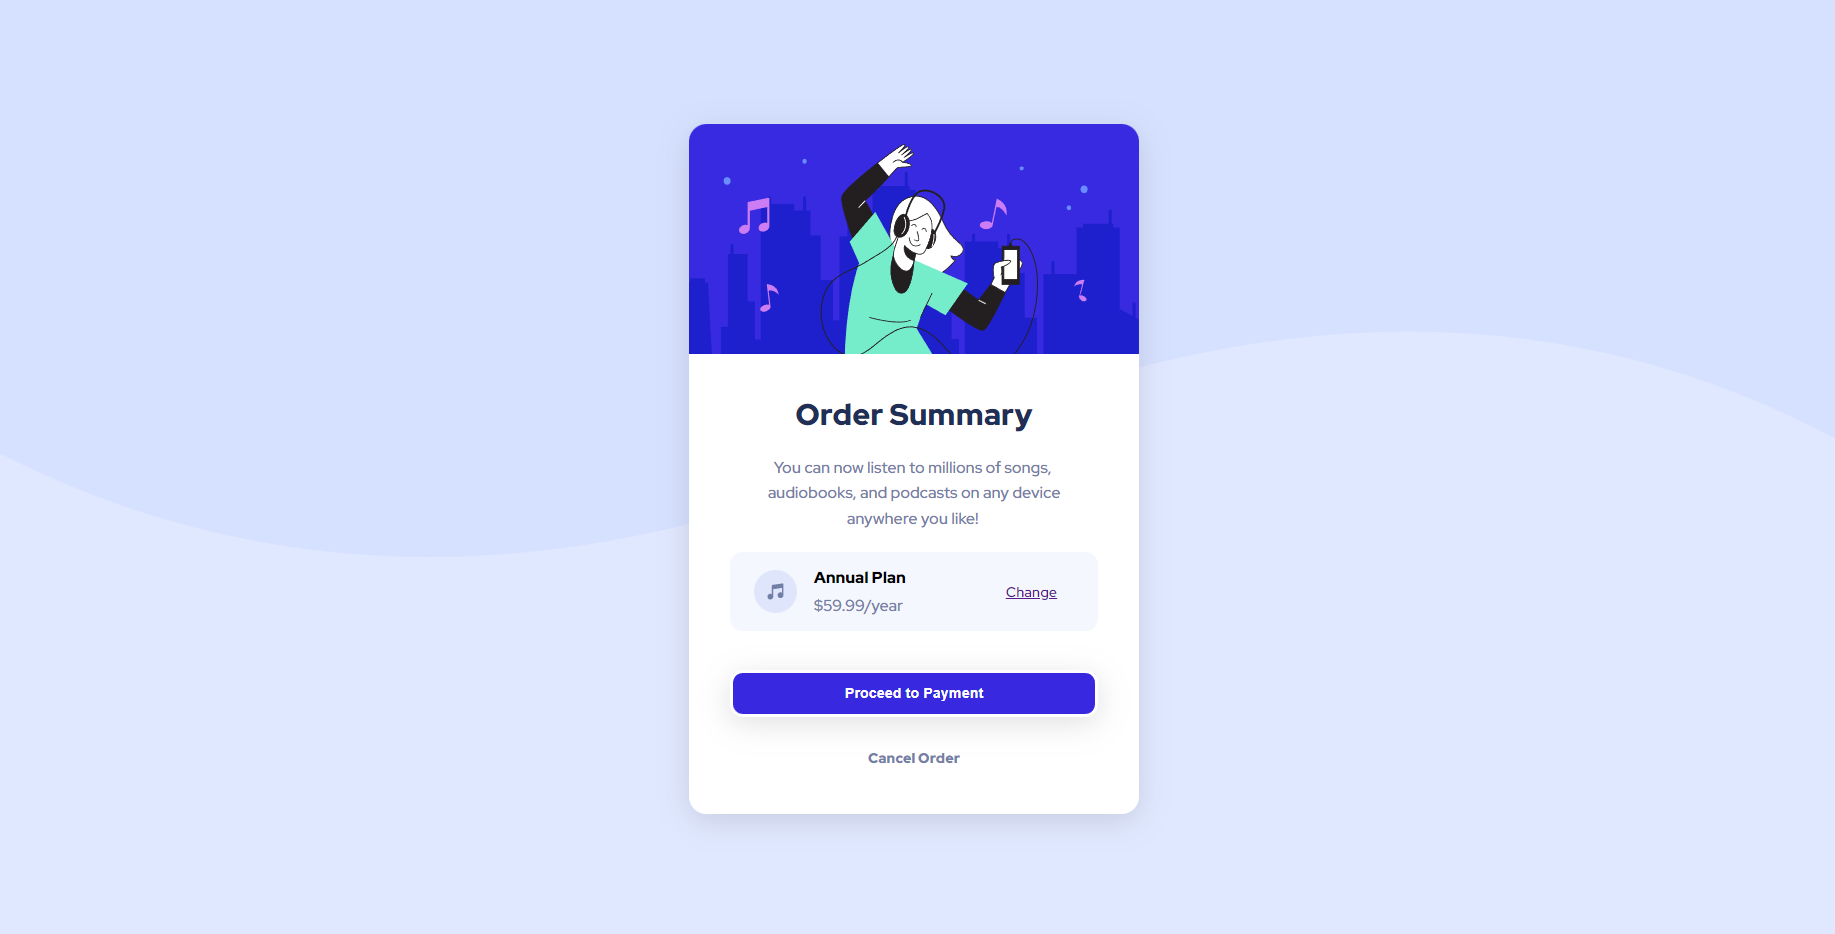 Order Summary
You can now listen to millions of songs,
audiobooks, and podcasts on any device
anywhere you like!
Annual Plan
$59.99/year
Change
Proceed to Payment
Cancel Order